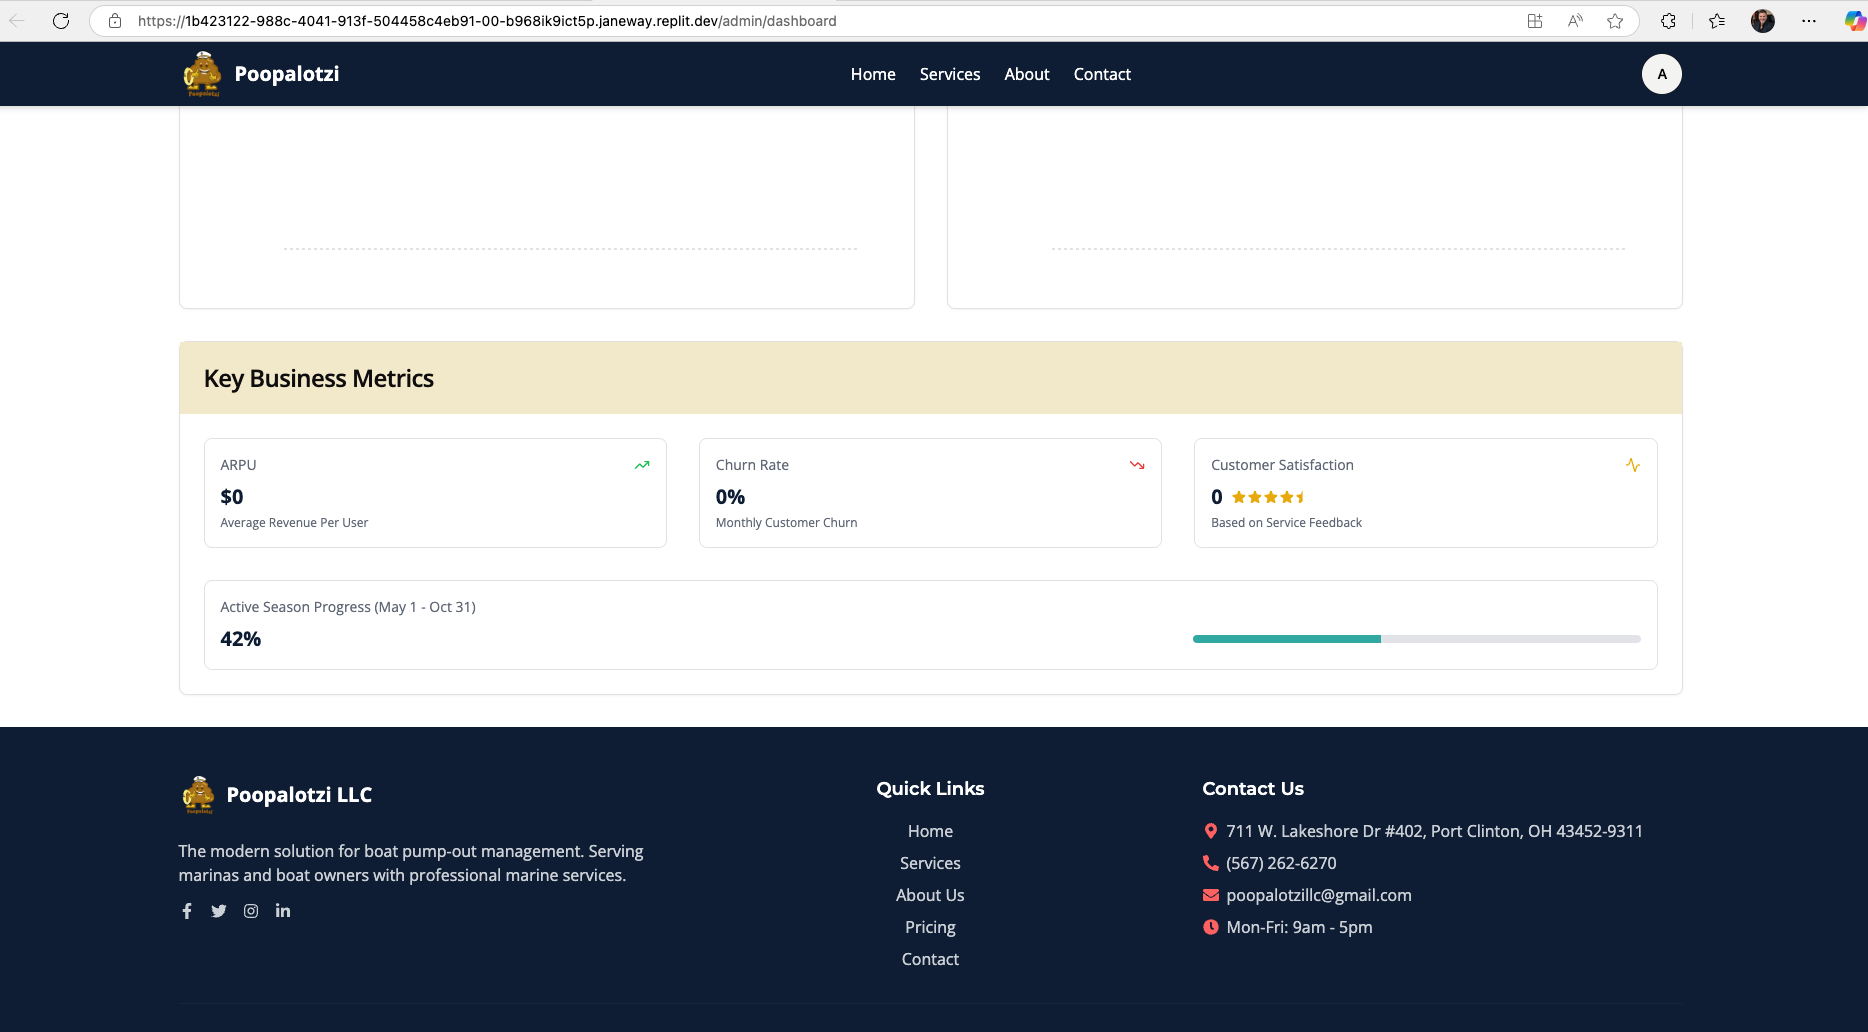 https://1b423122-988c-4041-913f-504458c4eb91-00-b968ik9ict5p.janeway.replit.dev/admin/dashboard
Poopalotzi
Home
Services
About
Contact
A
Key Business Metrics
ARPU
$0
Average Revenue Per User
Churn Rate
0%
Monthly Customer Churn
Customer Satisfaction
0
Based on Service Feedback
Active Season Progress (May 1 - Oct 31)
42%
Poopalotzi
Poopalotzi LLC
The modern solution for boat pump-out management. Serving
marinas and boat owners with professional marine services.
Quick Links
Home
Services
About Us
Pricing
Contact
Contact Us
711 W. Lakeshore Dr #402, Port Clinton, OH 43452-9311
(567) 262-6270
poopalotzillc@gmail.com
Mon-Fri: 9am - 5pm